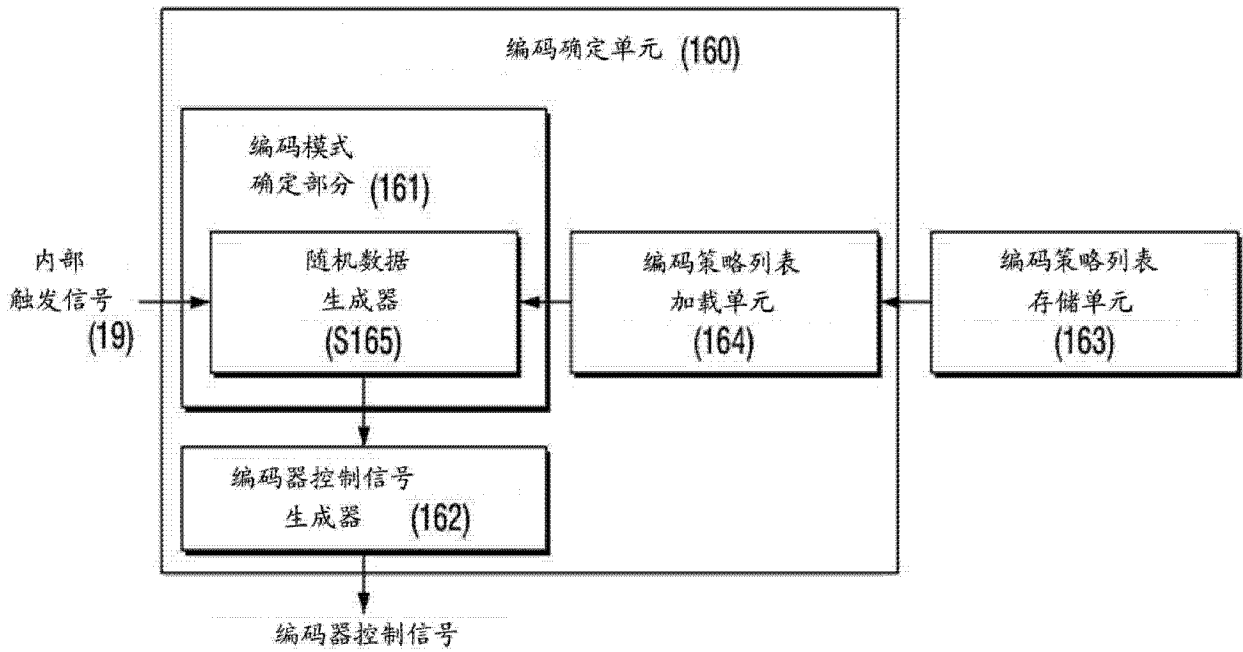 编码确定单元 (160)
编码模式
确定部分 (161)
内部
触发信号
(19)
随机数据
生成器
(S165)
编码策略列表
加载单元
(164)
编码策略列表
存储单元
(163)
编码器控制信号
生成器 (162)
编码器控制信号